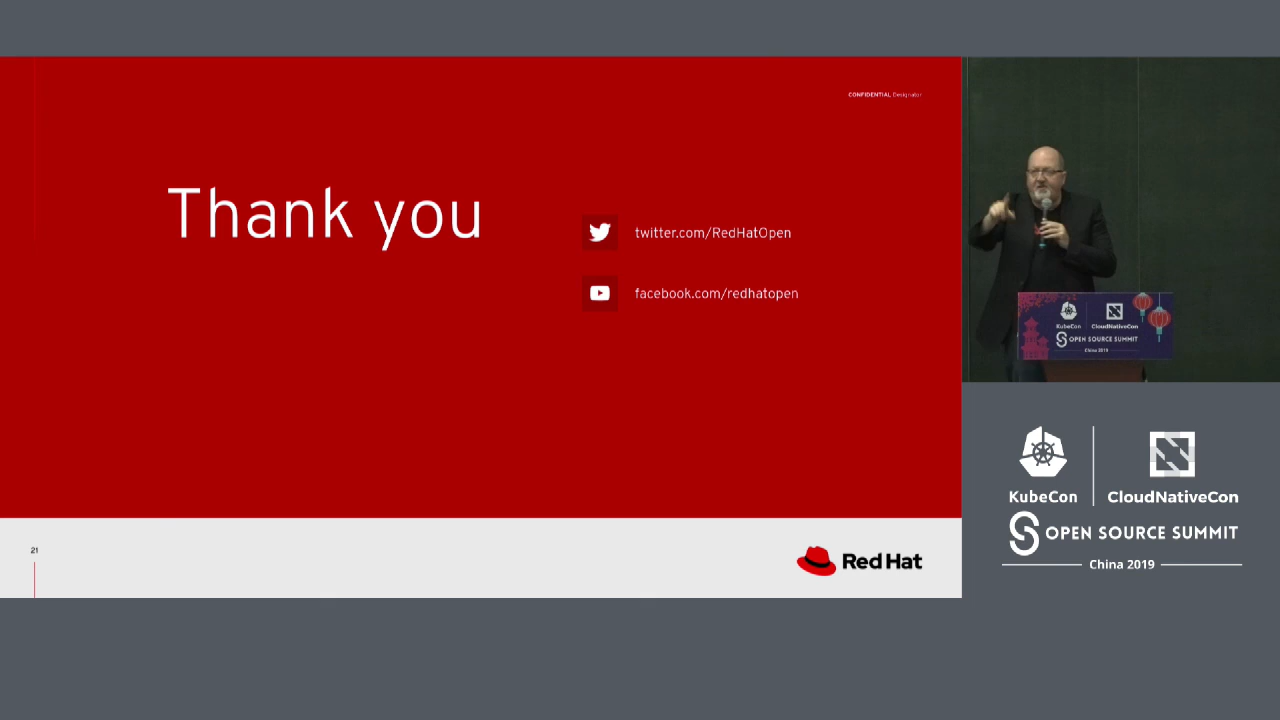 CONFIDENTIAL Designator
Thank you
twitter.com/RedHatOpen
facebook.com/redhatopen
21
Red Hat
KubeCon
CloudNativeCon
OPEN SOURCE SUMMIT
China 2019
KubeCon
CloudNativeCon
OPEN SOURCE SUMMIT
China 2019